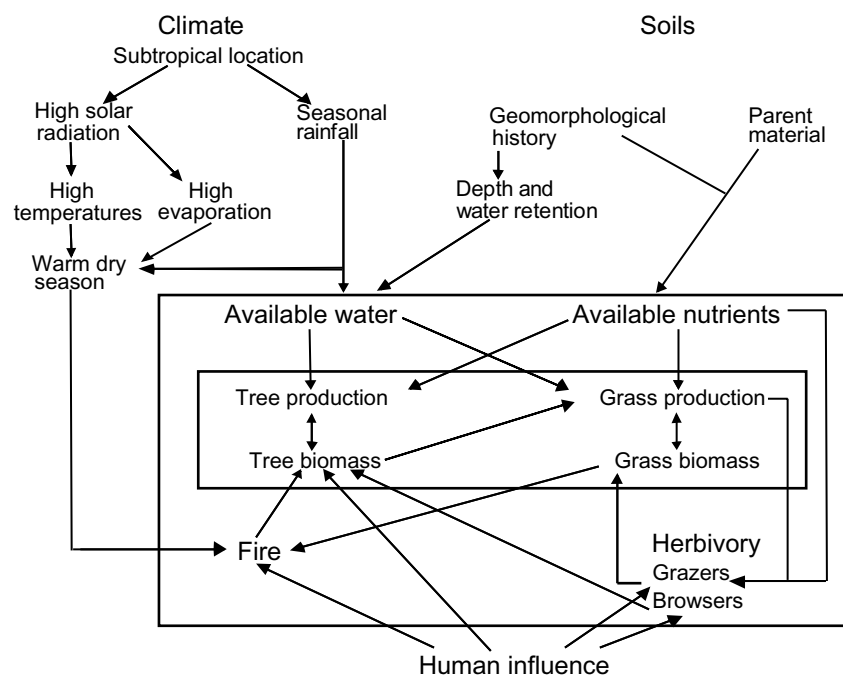 Climate
Soils
Subtropical location
High solar
radiation
Seasonal
rainfall
Geomorphological
history
Parent
material
High
temperatures
High
evaporation
Depth and
water retention
Warm dry
season
Available water
Available nutrients
Tree production
Grass production
Tree biomass
Grass biomass
Fire
Herbivory
Grazers
Browsers
Human influence